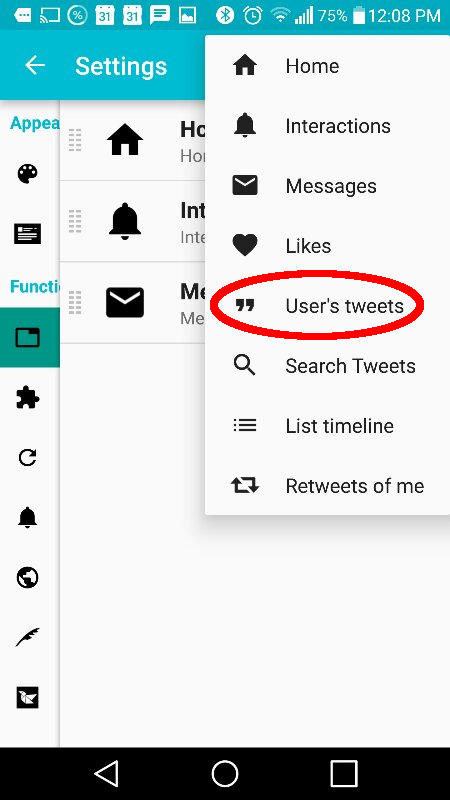 31 31 75% 12:08 PM
Settings
Appea
Functi
Ho
Hor
Int
Inte
Me
Me
Home
Interactions
Messages
Likes
User's tweets
Search Tweets
List timeline
Retweets of me